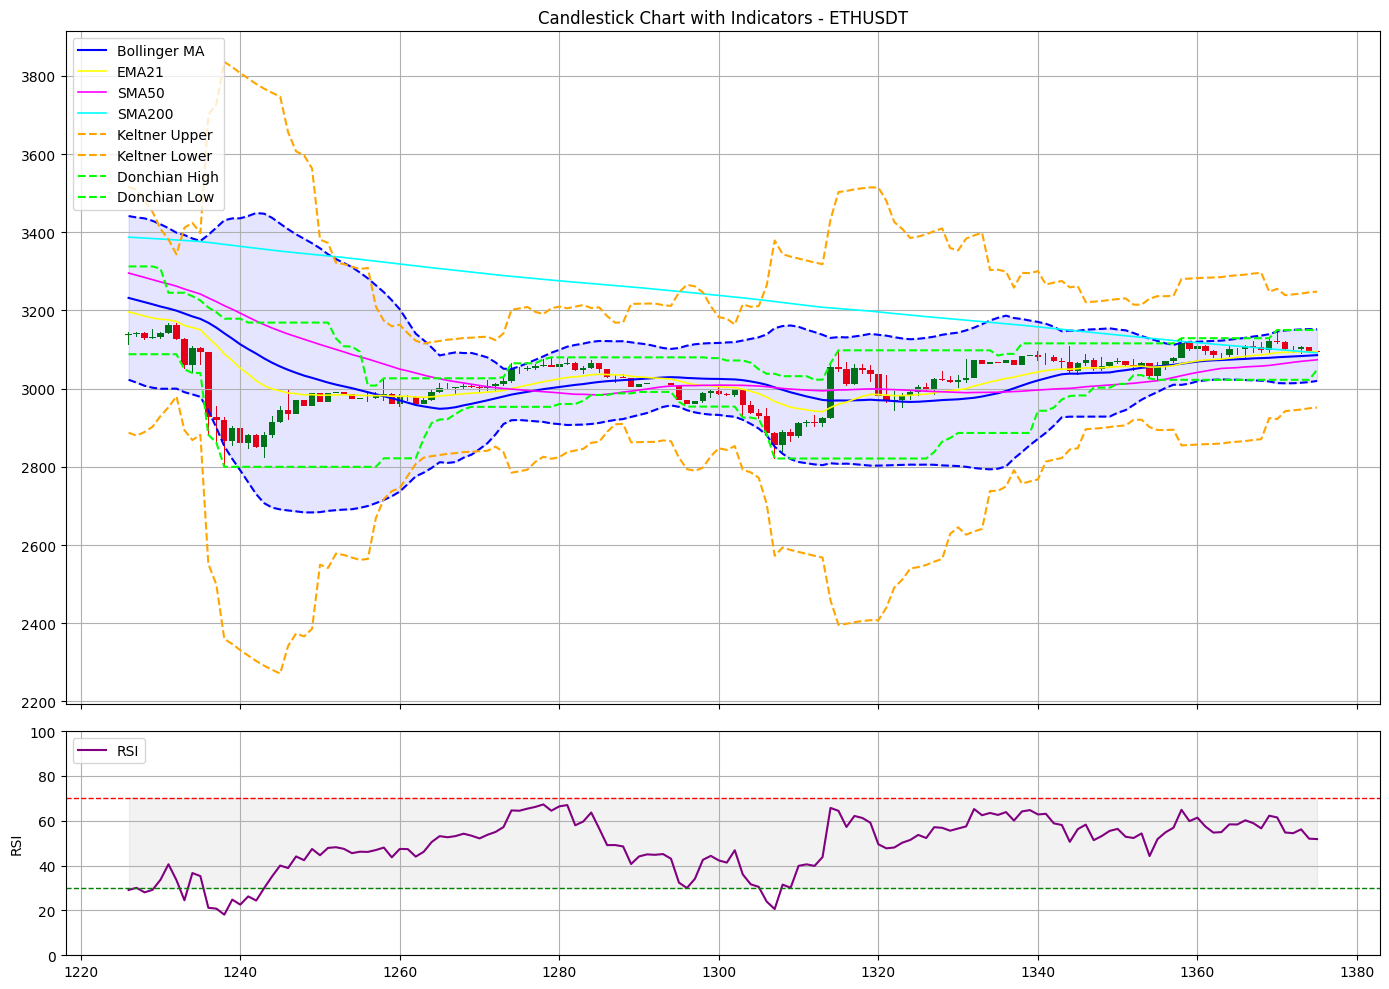 Candlestick Chart with Indicators - ETHUSDT
Bollinger MA
EMA21
SMA50
SMA200
Keltner Upper
Keltner Lower
Donchian High
Donchian Low
3800
3600
3400
3200
3000
2800
2600
2400
2200
RSI
100
80
60
40
20
0
RSI
1220
1240
1260
1280
1300
1320
1340
1360
1380